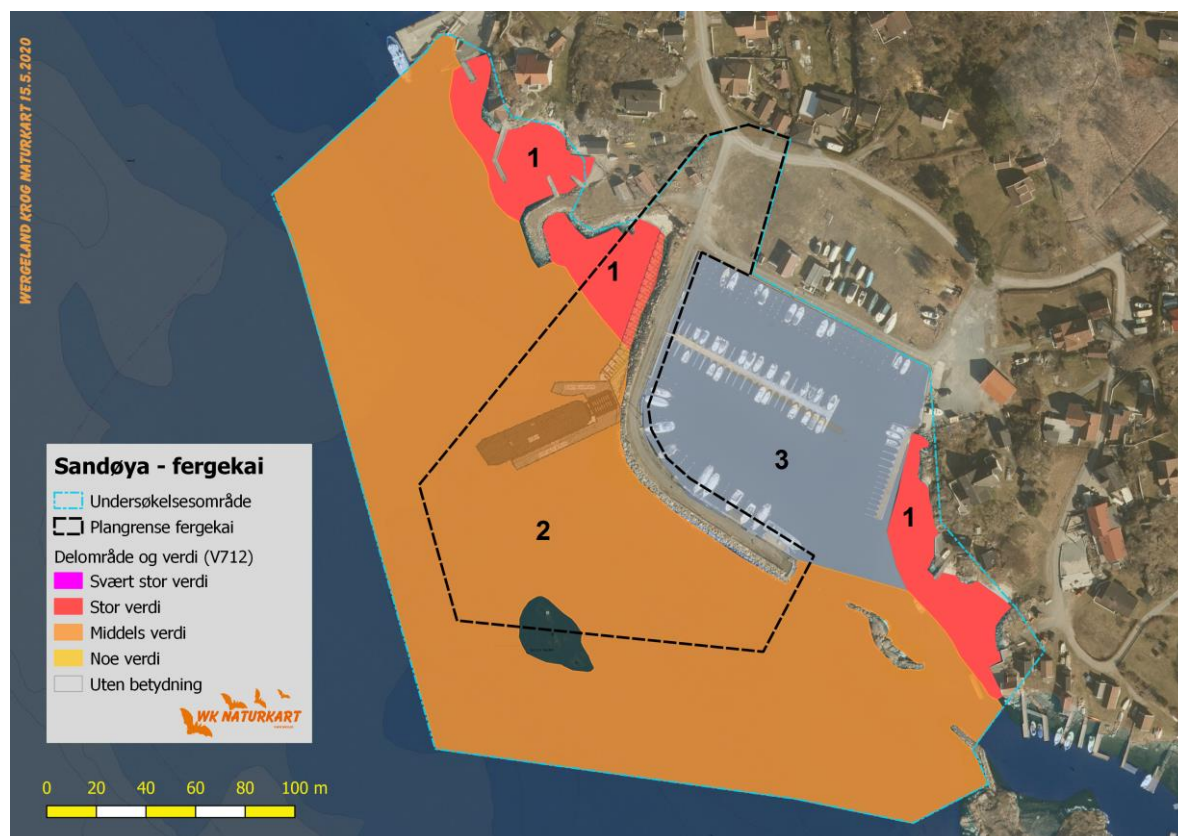 WERGELAND KROG NATURKART 15.5.2020
1
1
3
1
2
Sandøya - fergekai
Undersøkelsesområde
Plangrense fergekai
Delområde og verdi (V712)
Svært stor verdi
Stor verdi
Middels verdi
Noe verdi
Uten betydning
WK NATURKART
0 20 40 60 80 100 m